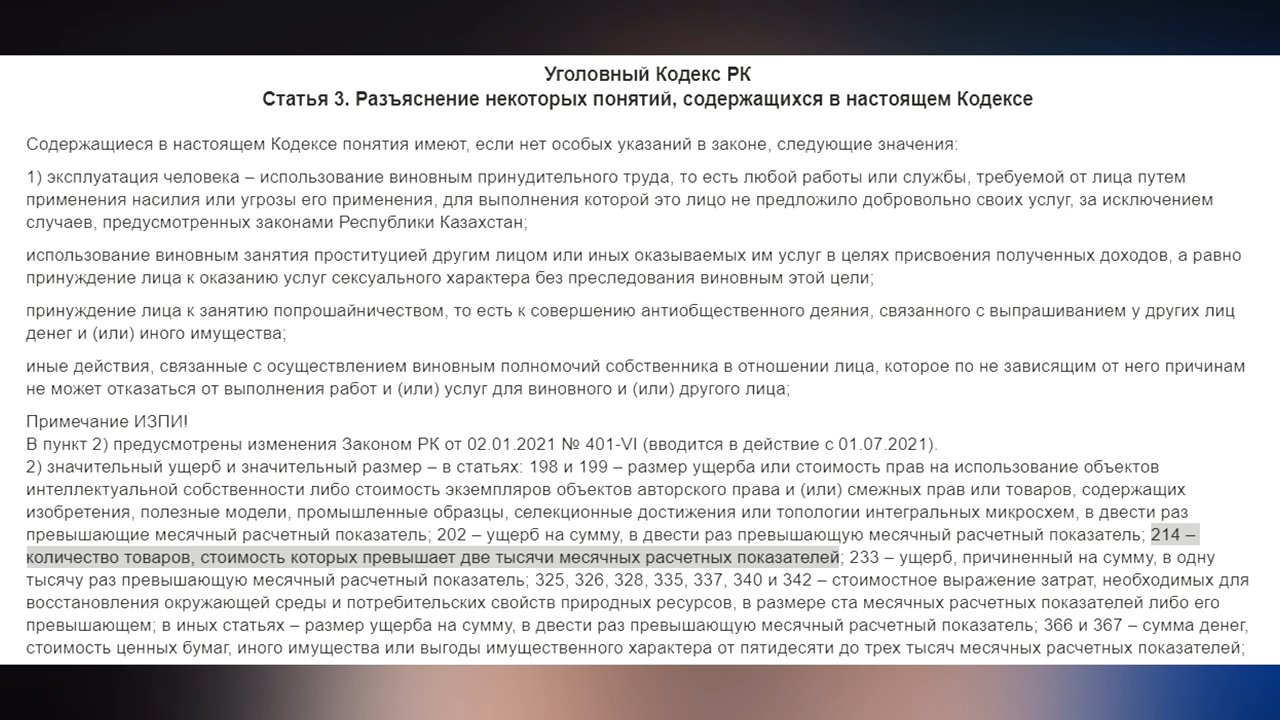 Уголовный Кодекс РК
Статья 3. Разъяснение некоторых понятий, содержащихся в настоящем Кодексе
Содержащиеся в настоящем Кодексе понятия имеют, если нет особых указаний в законе, следующие значения:
1) эксплуатация человека – использование виновным принудительного труда, то есть любой работы или службы, требуемой от лица путем
применения насилия или угрозы его применения, для выполнения которой это лицо не предложило добровольно своих услуг, за исключением
случаев, предусмотренных законами Республики Казахстан;
использование виновным занятия проституцией другим лицом или иных оказываемых им услуг в целях присвоения полученных доходов, а равно
принуждение лица к оказанию услуг сексуального характера без преследования виновным этой цели;
принуждение лица к занятию попрошайничеством, то есть к совершению антиобщественного деяния, связанного с выпрашиванием у других лиц
денег и (или) иного имущества;
иные действия, связанные с осуществлением виновным полномочий собственника в отношении лица, которое по не зависящим от него причинам
не может отказаться от выполнения работ и (или) услуг для виновного и (или) другого лица;
Примечание ИЗПИ!
В пункт 2) предусмотрены изменения Законом РК от 02.01.2021 № 401-VI (вводится в действие с 01.07.2021).
2) значительный ущерб и значительный размер – в статьях: 198 и 199 – размер ущерба или стоимость прав на использование объектов
интеллектуальной собственности либо стоимость экземпляров объектов авторского права и (или) смежных прав или товаров, содержащих
изобретения, полезные модели, промышленные образцы, селекционные достижения или топологии интегральных микросхем, в двести раз
превышающие месячный расчетный показатель; 202 – ущерб на сумму, в двести раз превышающую месячный расчетный показатель; 214 –
количество товаров, стоимость которых превышает две тысячи месячных расчетных показателей; 233 – ущерб, причиненный на сумму, в одну
тысячу раз превышающую месячный расчетный показатель; 325, 326, 328, 335, 337, 340 и 342 – стоимостное выражение затрат, необходимых для
восстановления окружающей среды и потребительских свойств природных ресурсов, в размере ста месячных расчетных показателей либо его
превышающем; в иных статьях – размер ущерба на сумму, в двести раз превышающую месячный расчетный показатель; 366 и 367 – сумма денег,
стоимость ценных бумаг, иного имущества или выгоды имущественного характера от пятидесяти до трех тысяч месячных расчетных показателей;